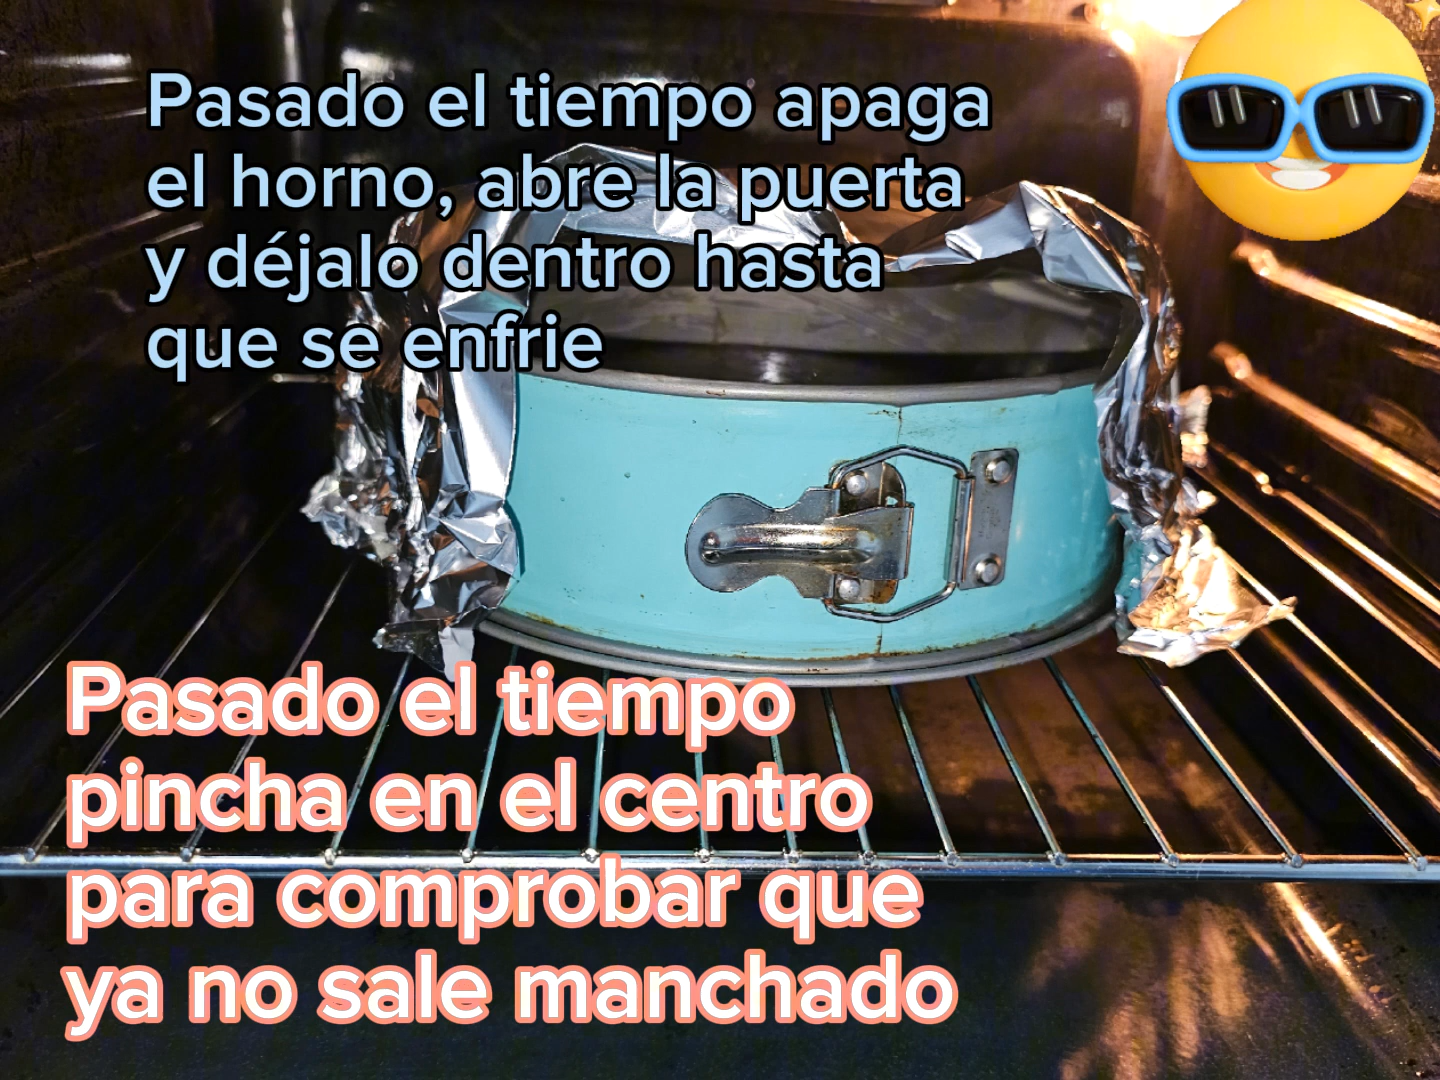 Pasado el tiempo apaga
el horno, abre la puerta
y déjalo dentro hasta
que se enfrie
Pasado el tiempo
pincha en el centro
para comprobar que
ya no sale manchado